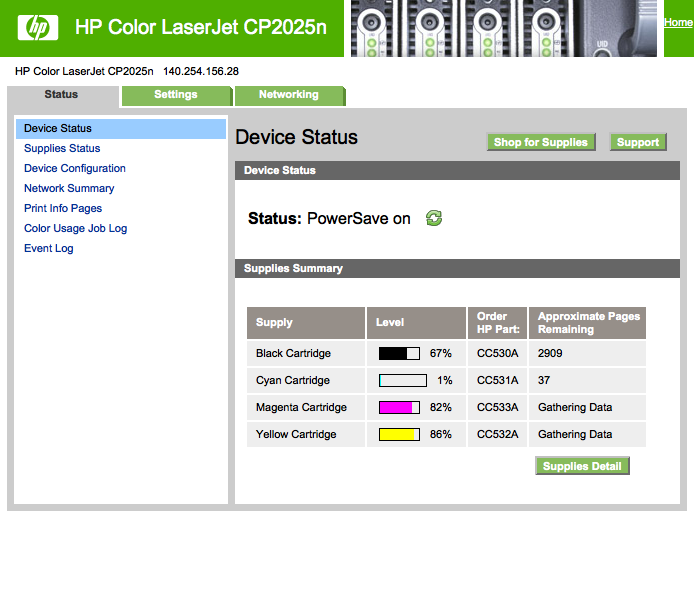 hp HP Color LaserJet CP2025n
Home
UID
HP Color LaserJet CP2025n 140.254.156.28
Status Settings Networking
Device Status
Supplies Status
Device Configuration
Network Summary
Print Info Pages
Color Usage Job Log
Event Log
Device Status Shop for Supplies Support
Device Status
Status: PowerSave on
Supplies Summary
Supply Level Order HP Part: Approximate Pages Remaining
Black Cartridge 67% CC530A 2909
Cyan Cartridge 1% CC531A 37
Magenta Cartridge 82% CC533A Gathering Data
Yellow Cartridge 86% CC532A Gathering Data
Supplies Detail